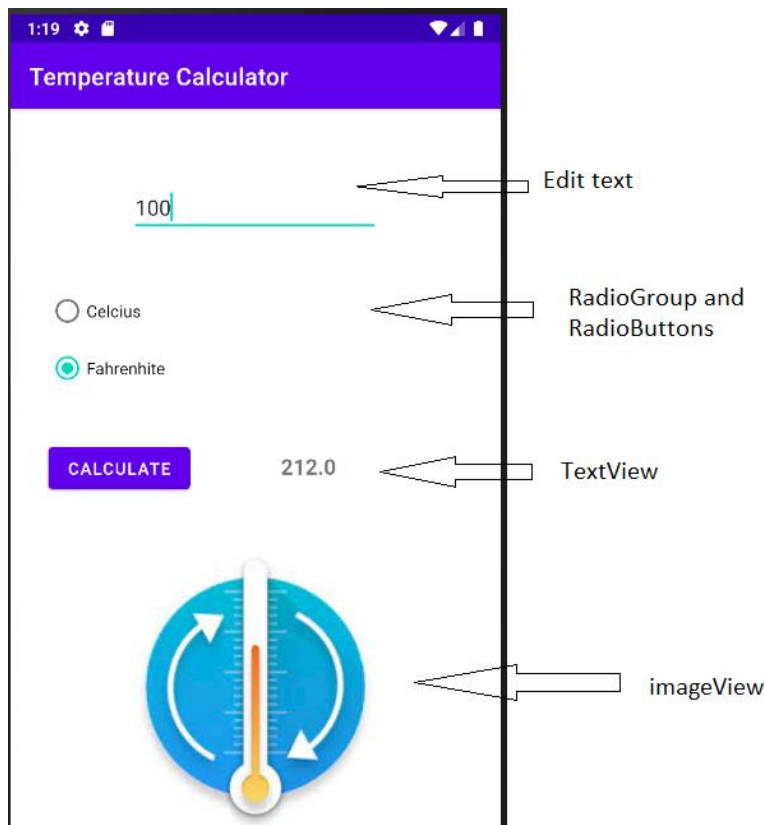 1:19
Temperature Calculator
Edit text
100
RadioGroup and
RadioButtons
Celcius
Fahrenhite
CALCULATE
212.0
TextView
imageView